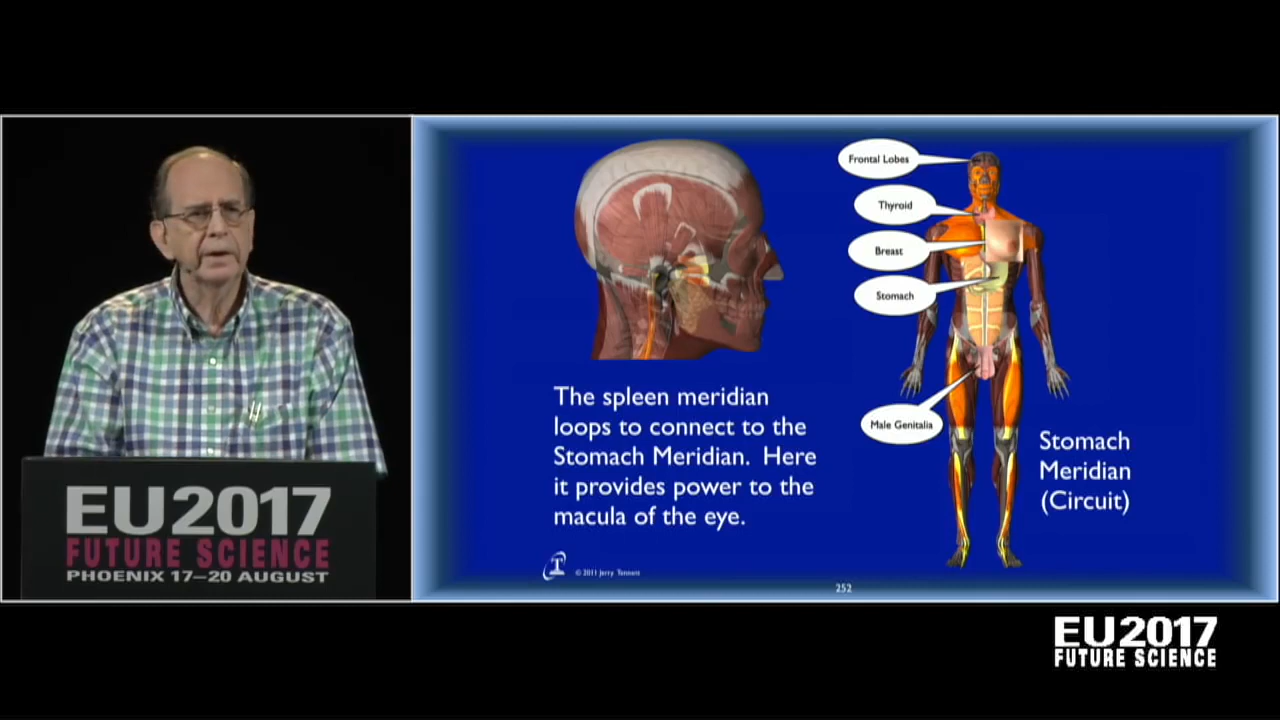 EU2017
FUTURE SCIENCE
PHOENIX 17–20 AUGUST
Frontal Lobes
Thyroid
Breast
Stomach
Male Genitalia
The spleen meridian
loops to connect to the
Stomach Meridian. Here
it provides power to the
macula of the eye.
Stomach
Meridian
(Circuit)
T
© 2011 Jerry Tennant
252
EU2017
FUTURE SCIENCE